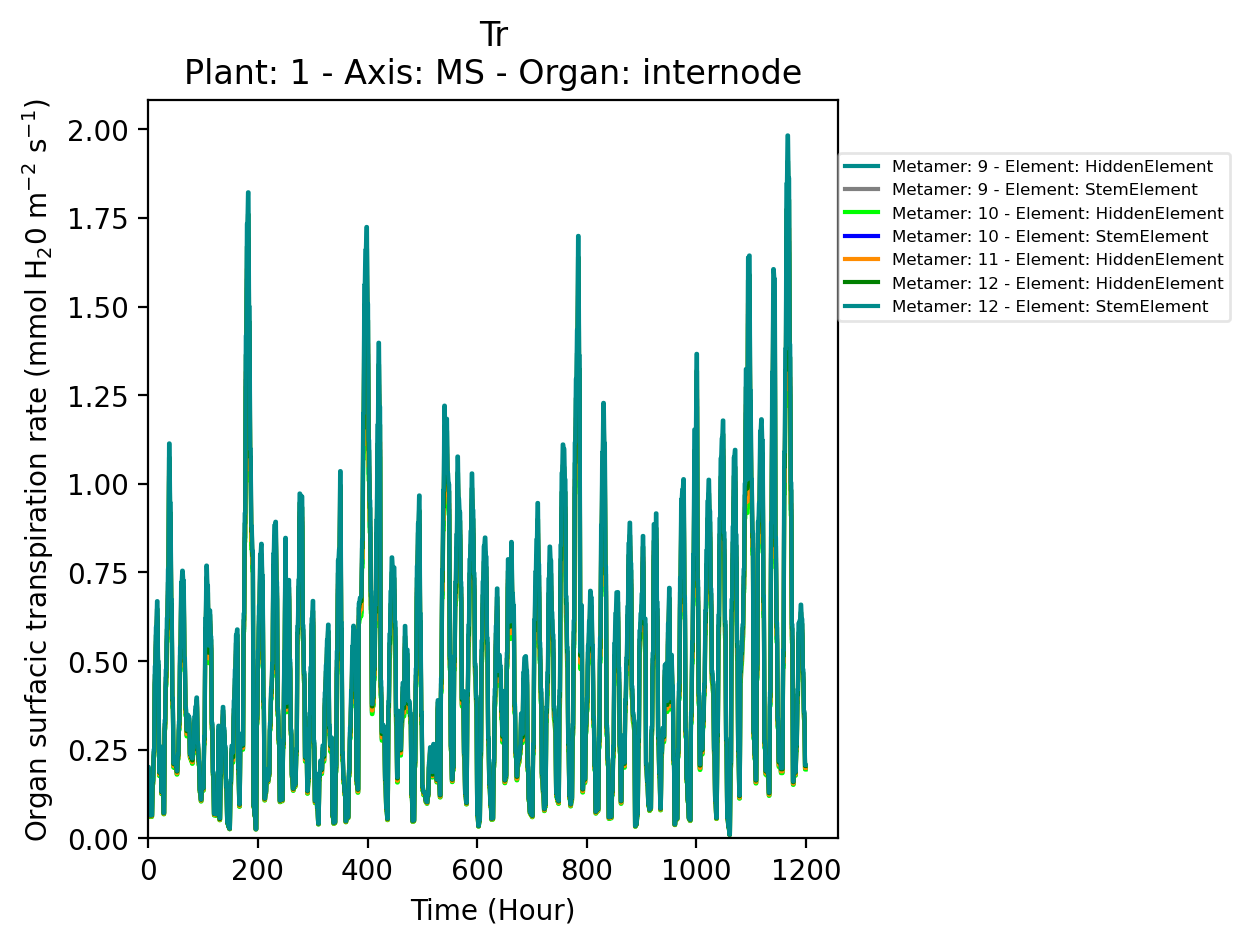 Tr
Plant: 1 - Axis: MS - Organ: internode
Organ surfacic transpiration rate (mmol H₂0 m⁻² s⁻¹)
2.00
1.75
1.50
1.25
1.00
0.75
0.50
0.25
0.00
0 200 400 600 800 1000 1200
Time (Hour)
Metamer: 9 - Element: HiddenElement
Metamer: 9 - Element: StemElement
Metamer: 10 - Element: HiddenElement
Metamer: 10 - Element: StemElement
Metamer: 11 - Element: HiddenElement
Metamer: 12 - Element: HiddenElement
Metamer: 12 - Element: StemElement